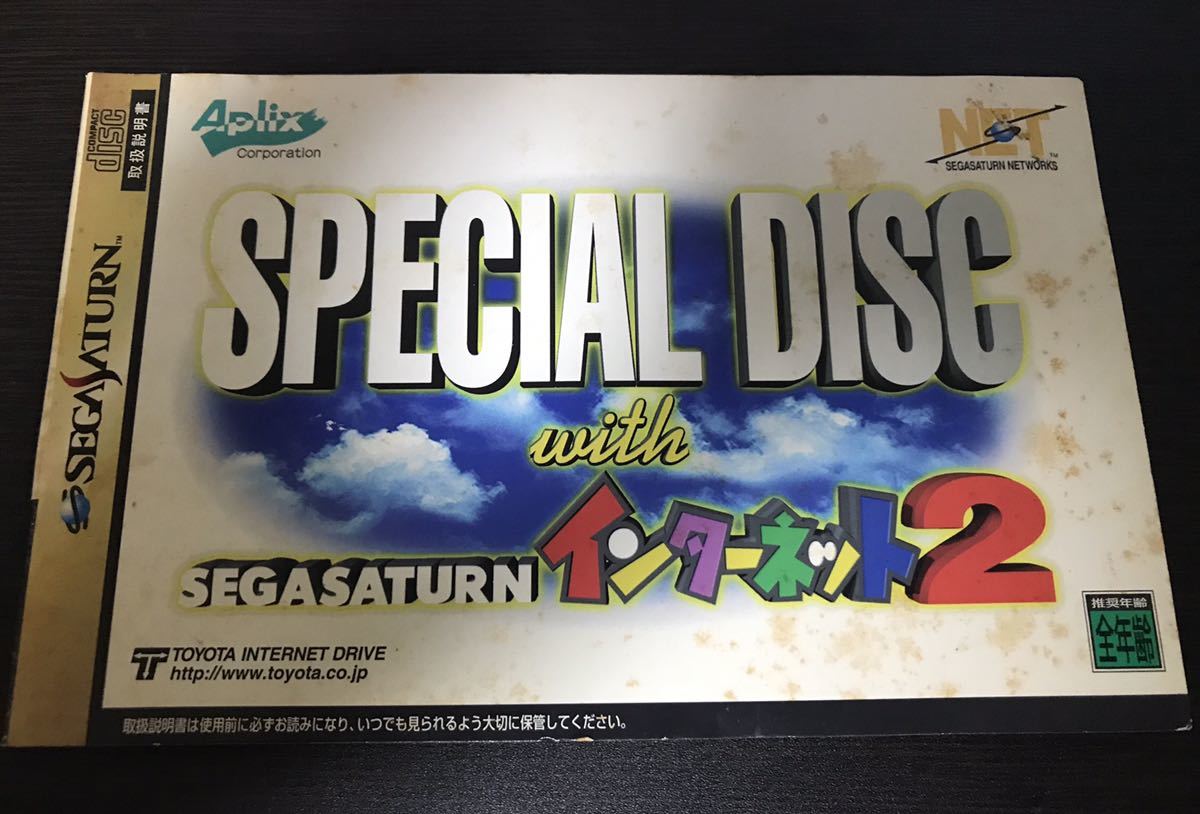 COMPACT
disc
取扱説明書
SEGASATURN™
Aplix
Corporation
NET™
SEGASATURN NETWORKS
SPECIAL DISC
with
SEGASATURN インターネット2
TOYOTA INTERNET DRIVE
http://www.toyota.co.jp
推奨年齢
全年齢
取扱説明書は使用前に必ずお読みになり、いつでも見られるよう大切に保管してください。